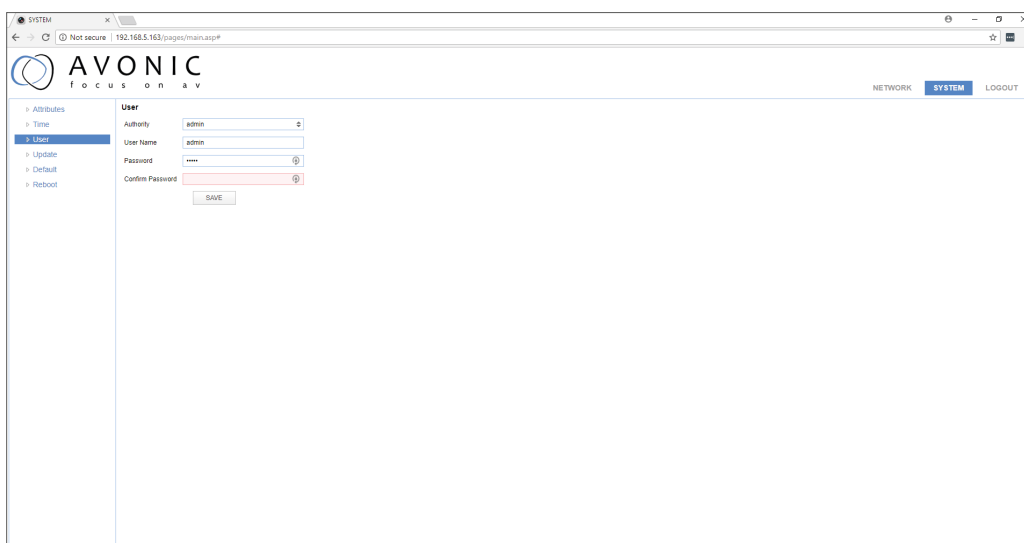 SYSTEM
Not secure 192.168.5.163/pages/main.asp#
AVONIC
focus on av
NETWORK SYSTEM LOGOUT
Attributes
Time
User
Update
Default
Reboot
User
Authority admin
User Name admin
Password •••••
Confirm Password
SAVE